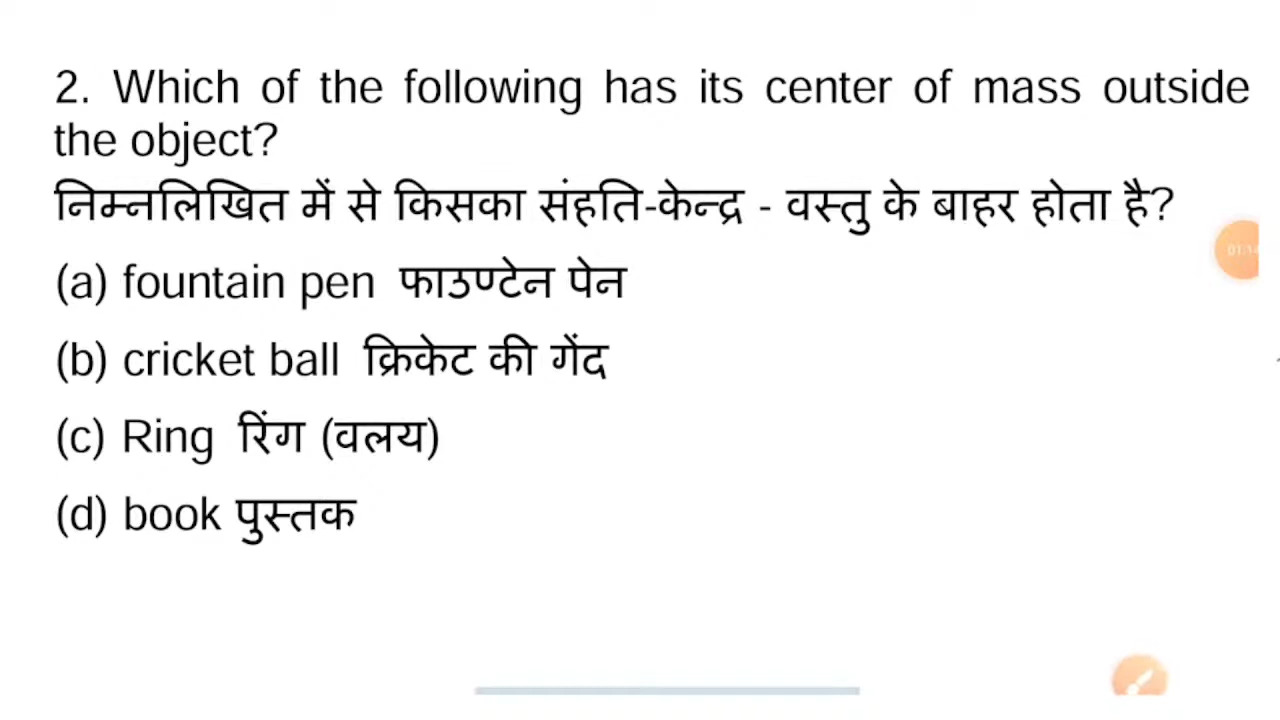 2. Which of the following has its center of mass outside
the object?
निम्नलिखित में से किसका संहति-केन्द्र - वस्तु के बाहर होता है?
(a) fountain pen फाउण्टेन पेन
(b) cricket ball क्रिकेट की गेंद
(c) Ring रिंग (वलय)
(d) book पुस्तक